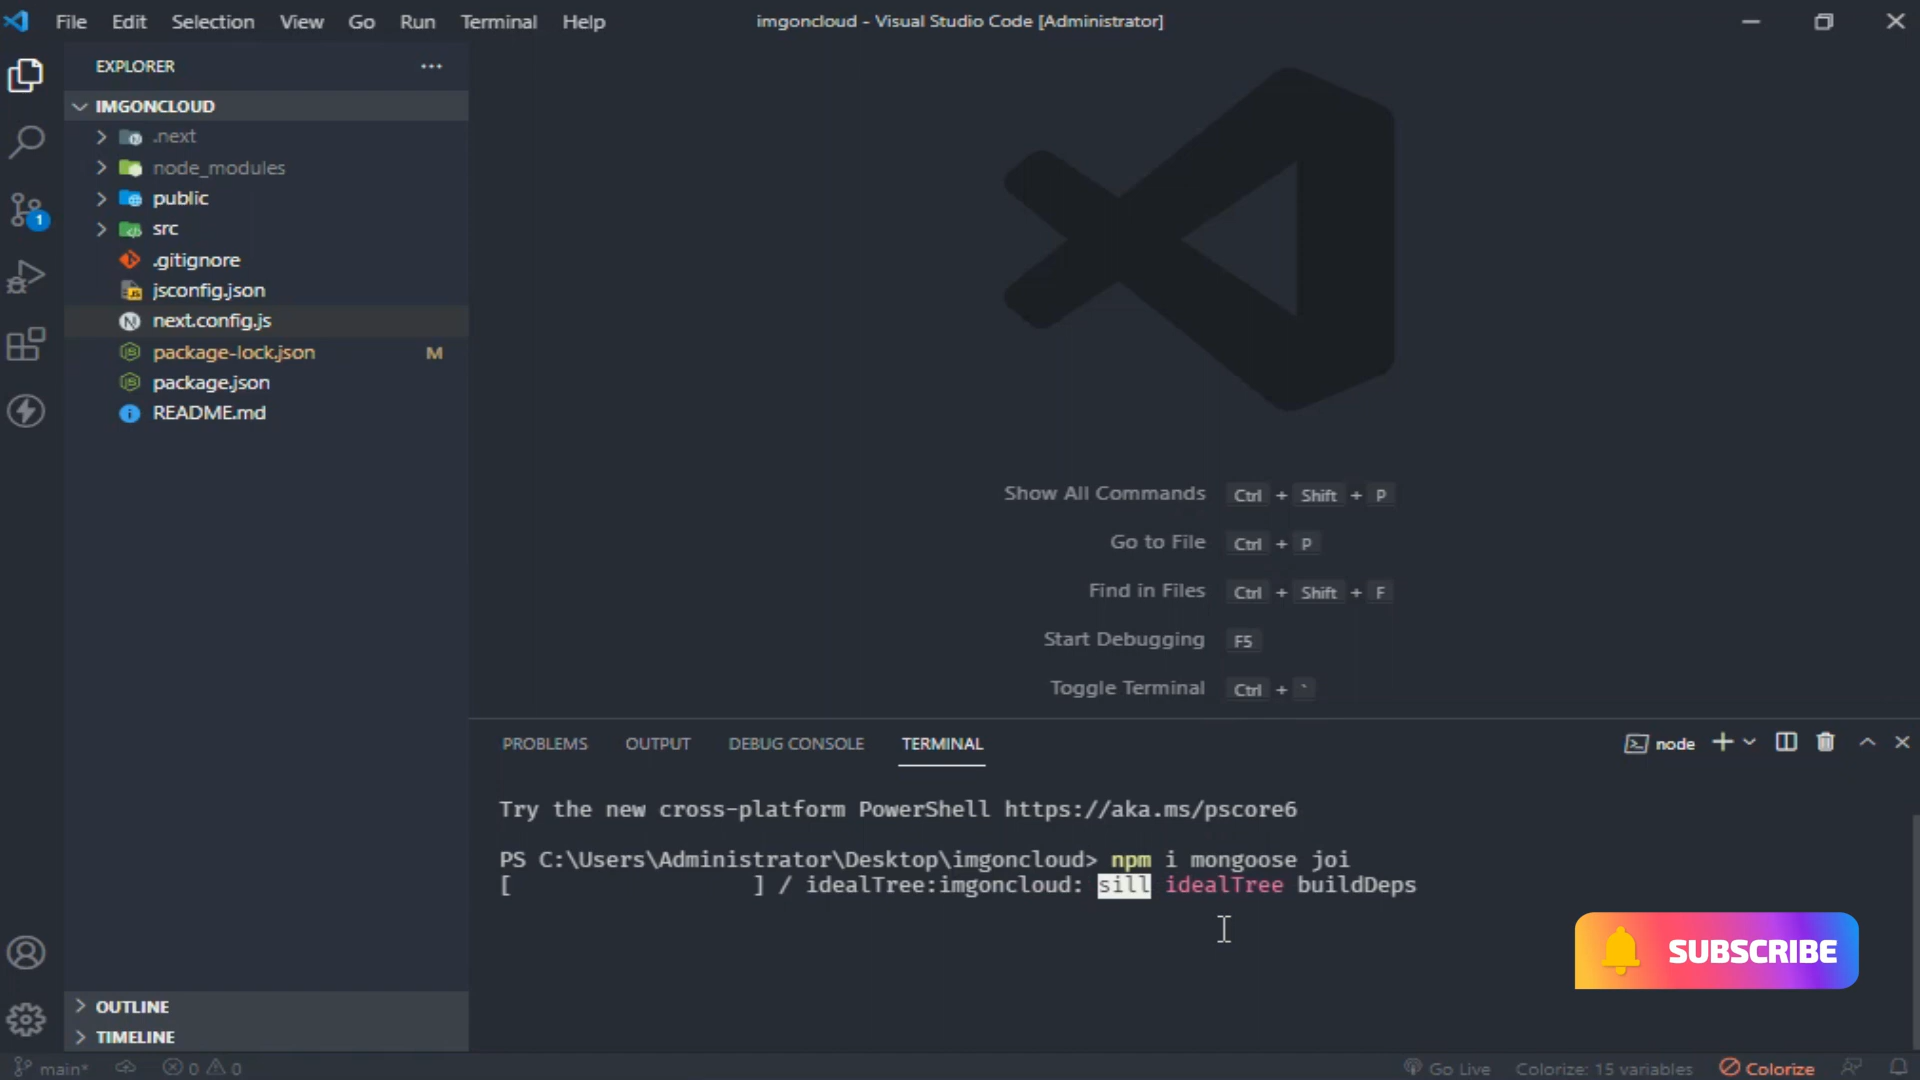 File Edit Selection View Go Run Terminal Help
imgoncloud - Visual Studio Code [Administrator]
EXPLORER
IMGONCLOUD
.next
node_modules
public
src
.gitignore
jsconfig.json
next.config.js
package-lock.json M
package.json
README.md
OUTLINE
TIMELINE
1
Show All Commands Ctrl + Shift + P
Go to File Ctrl + P
Find in Files Ctrl + Shift + F
Start Debugging F5
Toggle Terminal Ctrl + `
PROBLEMS OUTPUT DEBUG CONSOLE TERMINAL
node
Try the new cross-platform PowerShell https://aka.ms/pscore6
PS C:\Users\Administrator\Desktop\imgoncloud> npm i mongoose joi
[                   ] / idealTree:imgoncloud: sill idealTree buildDeps
SUBSCRIBE
main* 0 0 Go Live Colorize: 15 variables Colorize